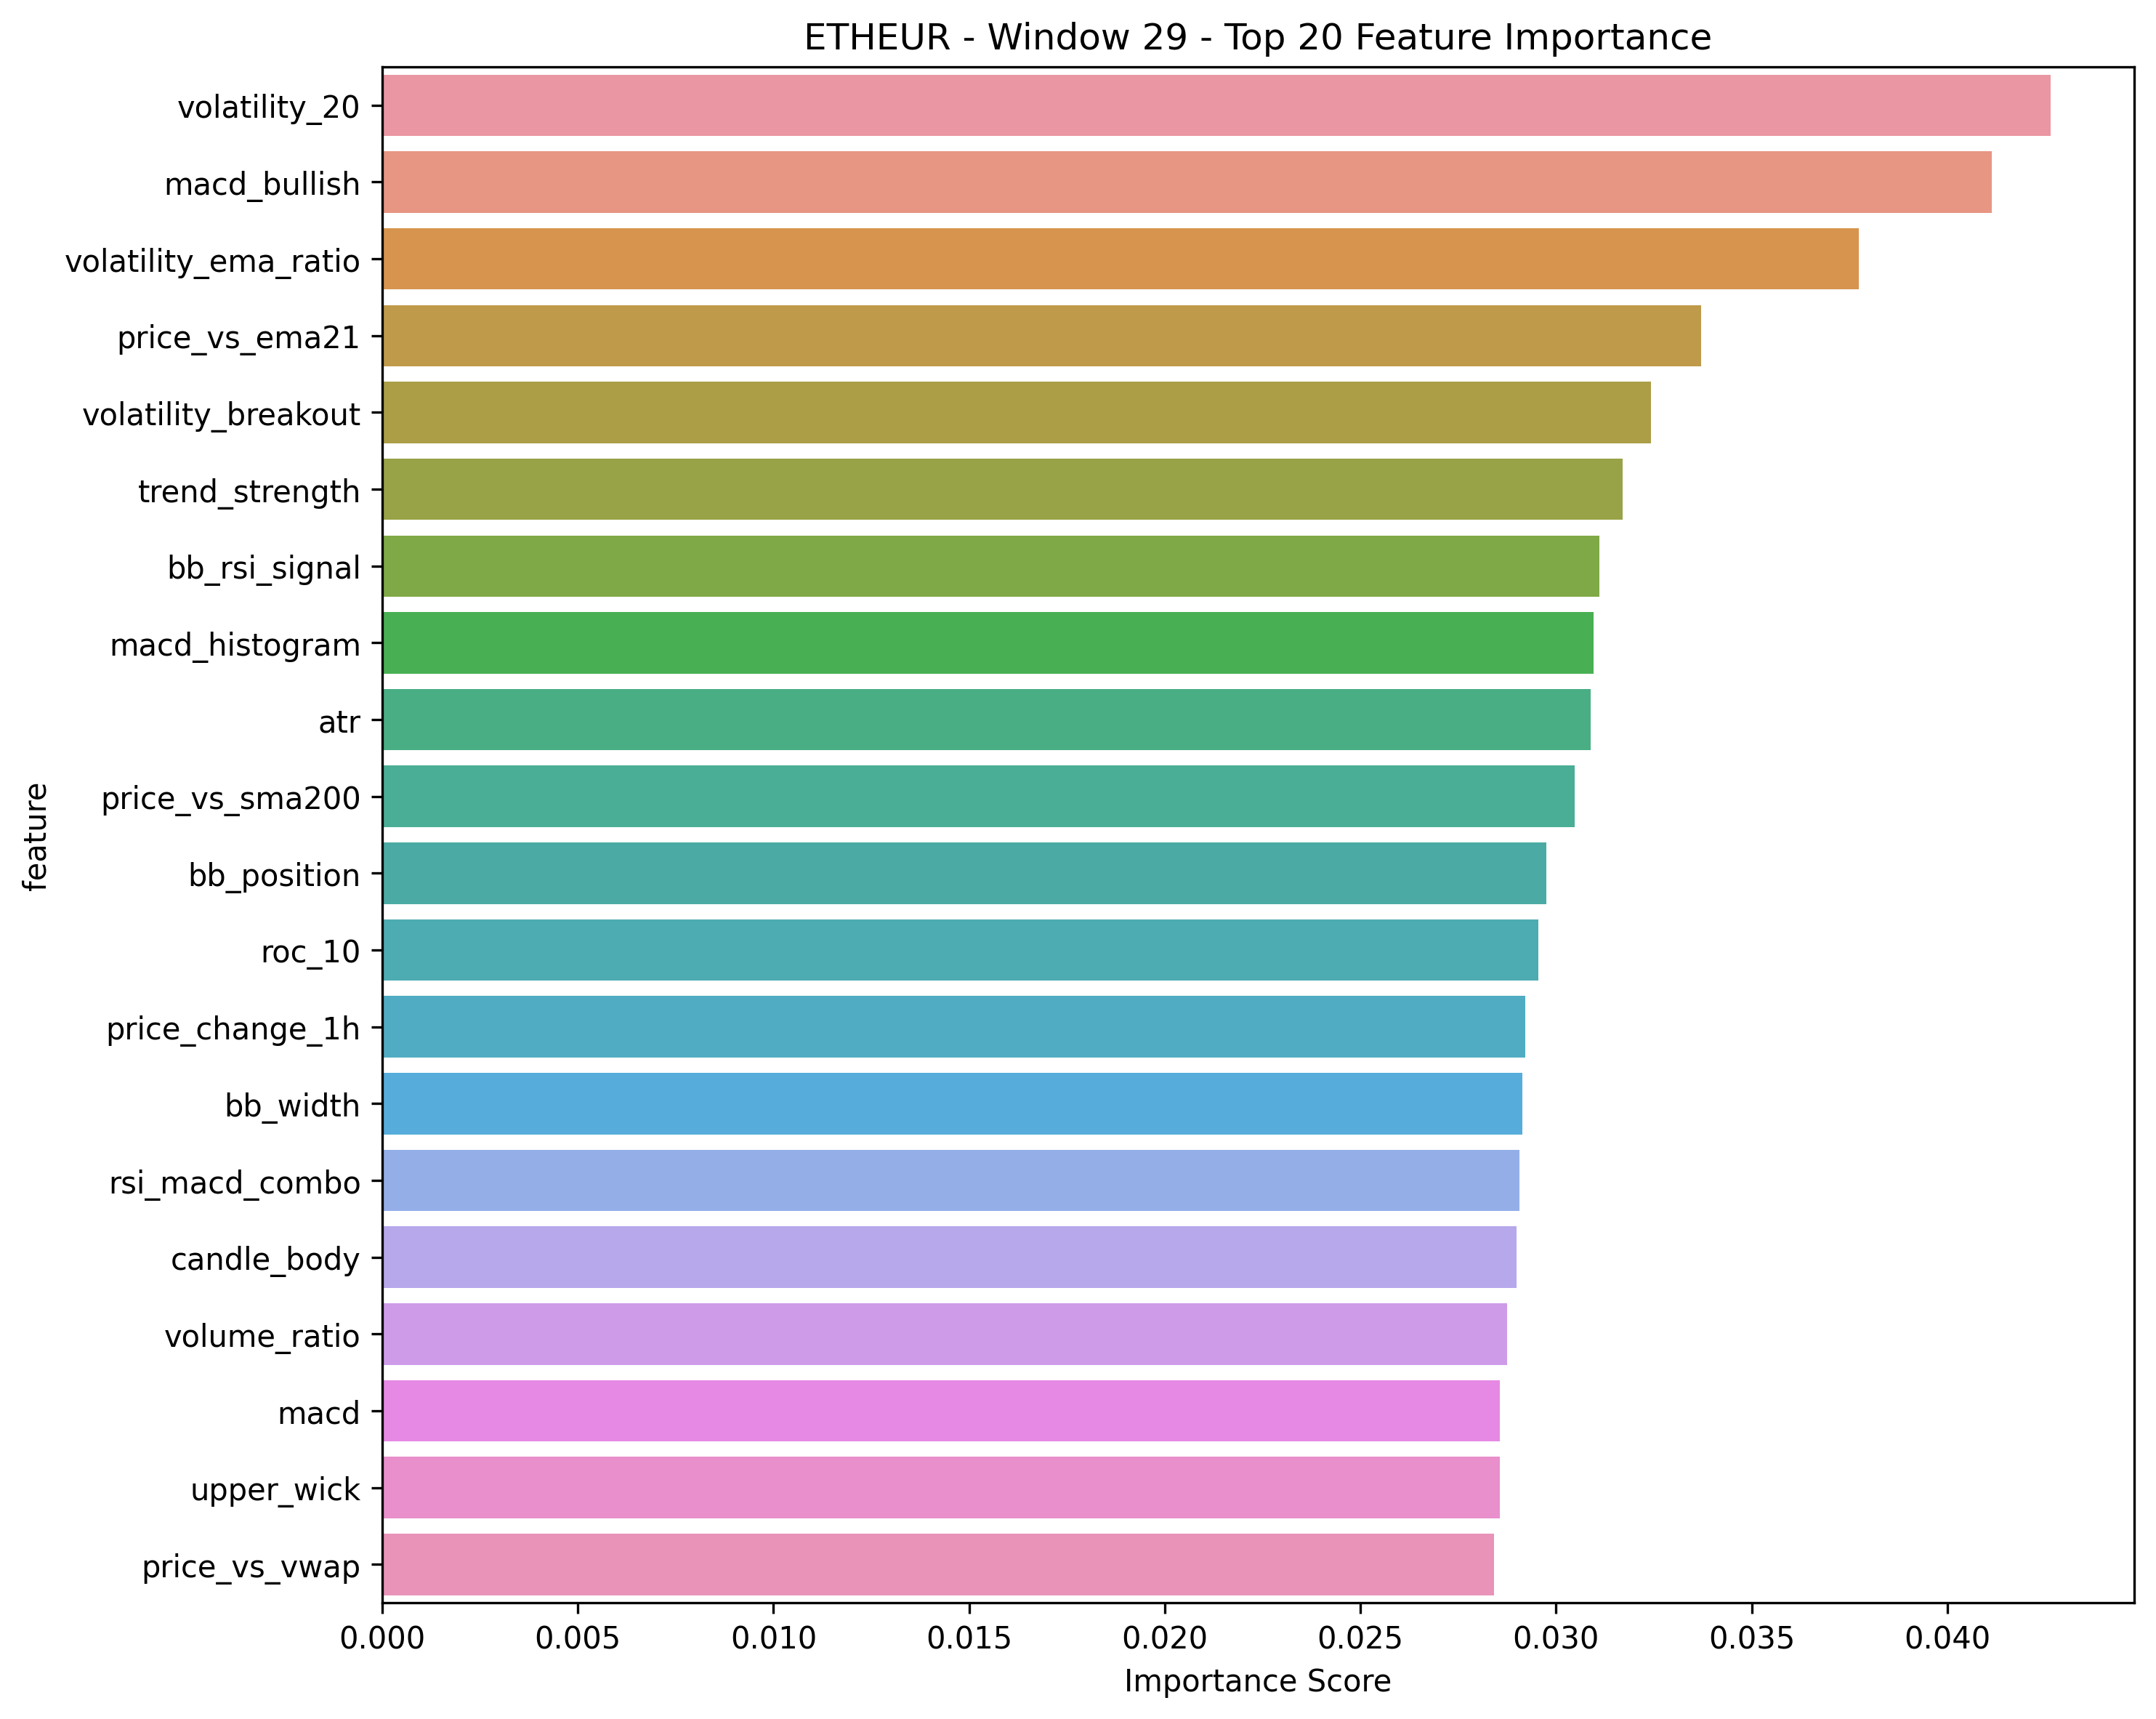 ETHEUR - Window 29 - Top 20 Feature Importance
volatility_20
macd_bullish
volatility_ema_ratio
price_vs_ema21
volatility_breakout
trend_strength
bb_rsi_signal
macd_histogram
atr
price_vs_sma200
bb_position
roc_10
price_change_1h
bb_width
rsi_macd_combo
candle_body
volume_ratio
macd
upper_wick
price_vs_vwap
feature
0.000 0.005 0.010 0.015 0.020 0.025 0.030 0.035 0.040
Importance Score